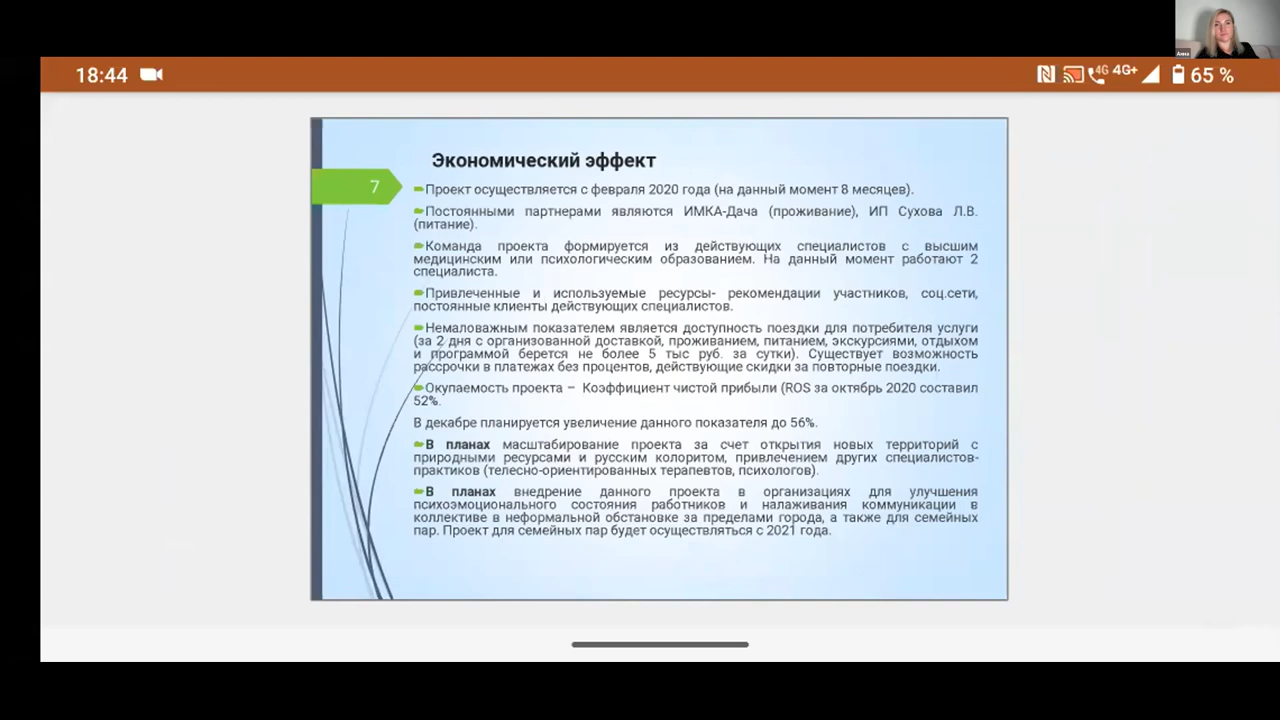 Анна
18:44
4G 4G+ 65 %
Экономический эффект
7
Проект осуществляется с февраля 2020 года (на данный момент 8 месяцев).
Постоянными партнерами являются ИМКА-Дача (проживание), ИП Сухова Л.В.
(питание).
Команда проекта формируется из действующих специалистов с высшим
медицинским или психологическим образованием. На данный момент работают 2
специалиста.
Привлеченные и используемые ресурсы- рекомендации участников, соц.сети,
постоянные клиенты действующих специалистов.
Немаловажным показателем является доступность поездки для потребителя услуги
(за 2 дня с организованной доставкой, проживанием, питанием, экскурсиями, отдыхом
и программой берется не более 5 тыс руб. за сутки). Существует возможность
рассрочки в платежах без процентов, действующие скидки за повторные поездки.
Окупаемость проекта – Коэффициент чистой прибыли (ROS за октябрь 2020 составил
52%.
В декабре планируется увеличение данного показателя до 56%.
В планах масштабирование проекта за счет открытия новых территорий с
природными ресурсами и русским колоритом, привлечением других специалистов-
практиков (телесно-ориентированных терапевтов, психологов).
В планах внедрение данного проекта в организациях для улучшения
психоэмоционального состояния работников и налаживания коммуникации в
коллективе в неформальной обстановке за пределами города, а также для семейных
пар. Проект для семейных пар будет осуществляться с 2021 года.